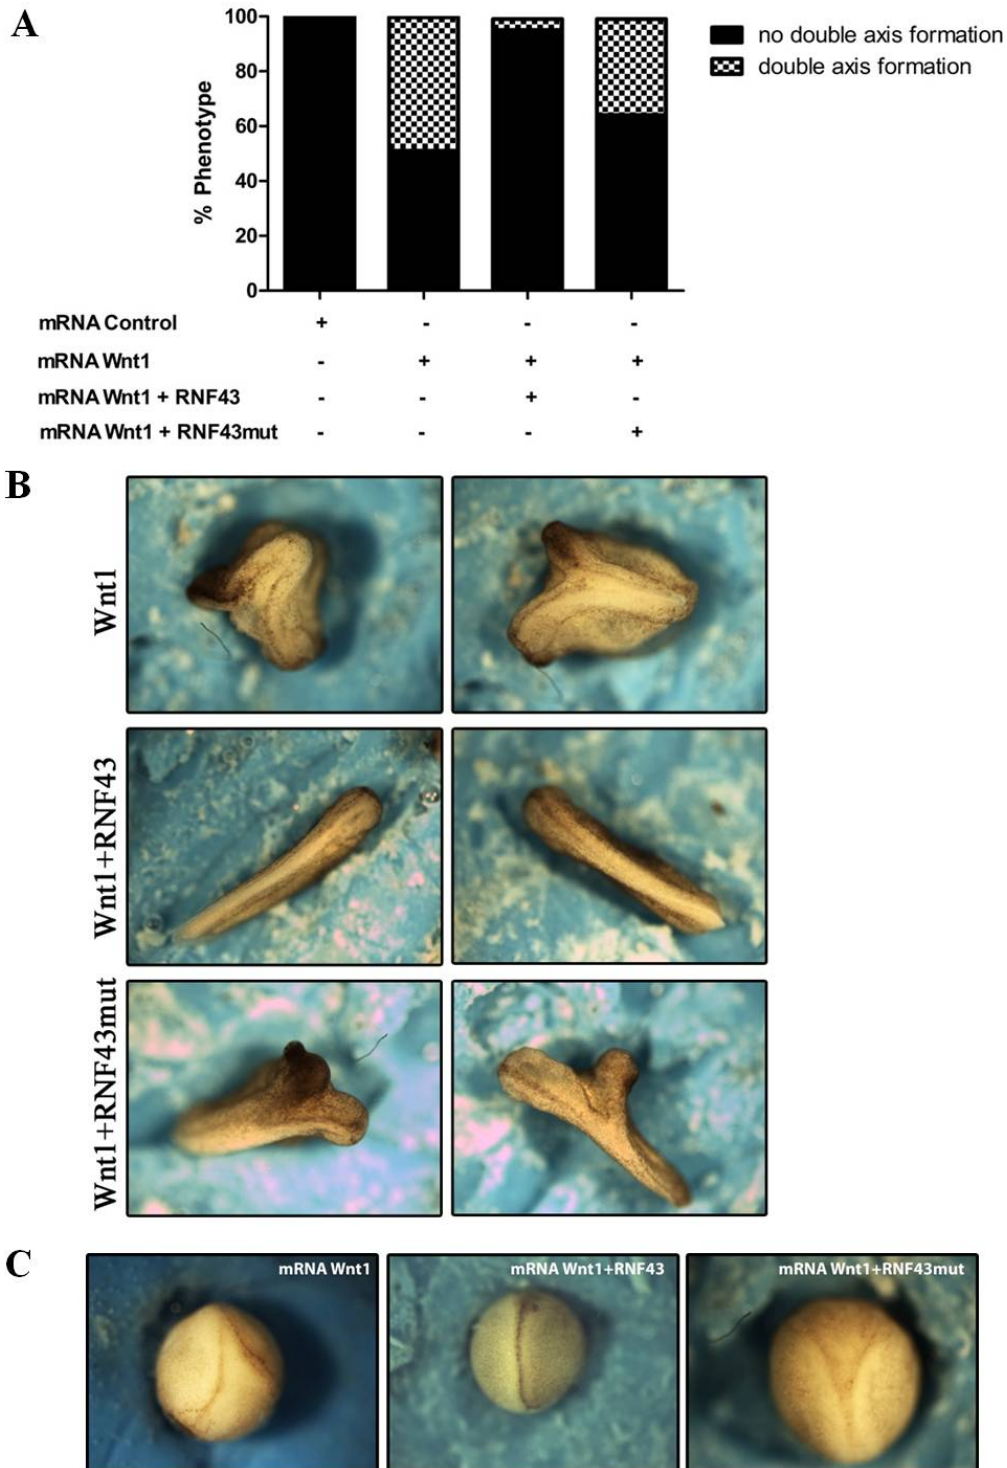 A
100
80
60
40
20
0
% Phenotype
no double axis formation
double axis formation
mRNA Control + - - -
mRNA Wnt1 - + + +
mRNA Wnt1 + RNF43 - - + -
mRNA Wnt1 + RNF43mut - - - +
B
Wnt1
Wnt1+RNF43
Wnt1+RNF43mut
C
mRNA Wnt1
mRNA Wnt1+RNF43
mRNA Wnt1+RNF43mut